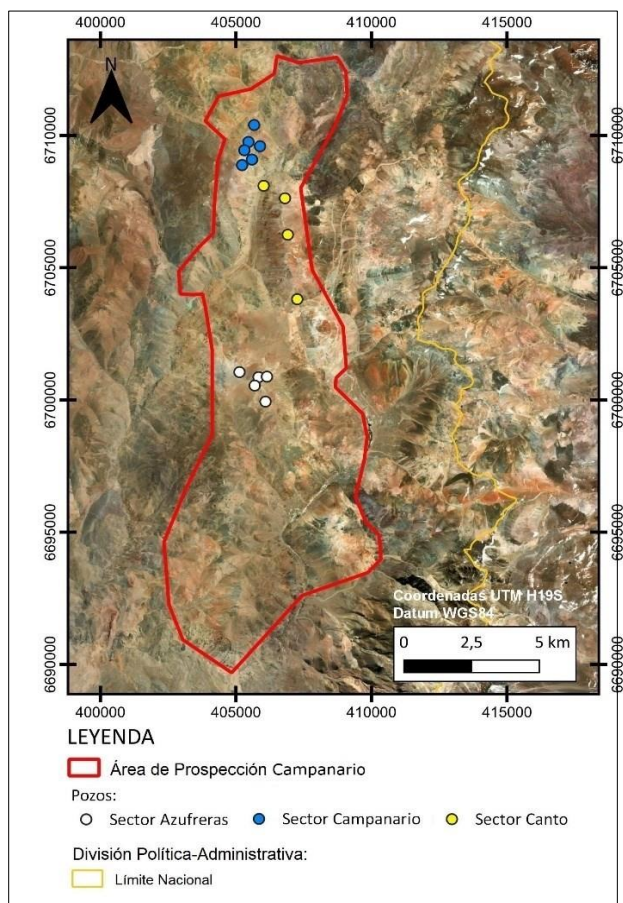 400000 405000 410000 415000
N
6710000 6710000
6705000 6705000
6700000 6700000
6695000 6695000
6690000 6690000
Coordenadas UTM H19S
Datum WGS84
0 2,5 5 km
400000 405000 410000 415000
LEYENDA
Área de Prospección Campanario
Pozos:
Sector Azufreras Sector Campanario Sector Canto
División Política-Administrativa:
Límite Nacional